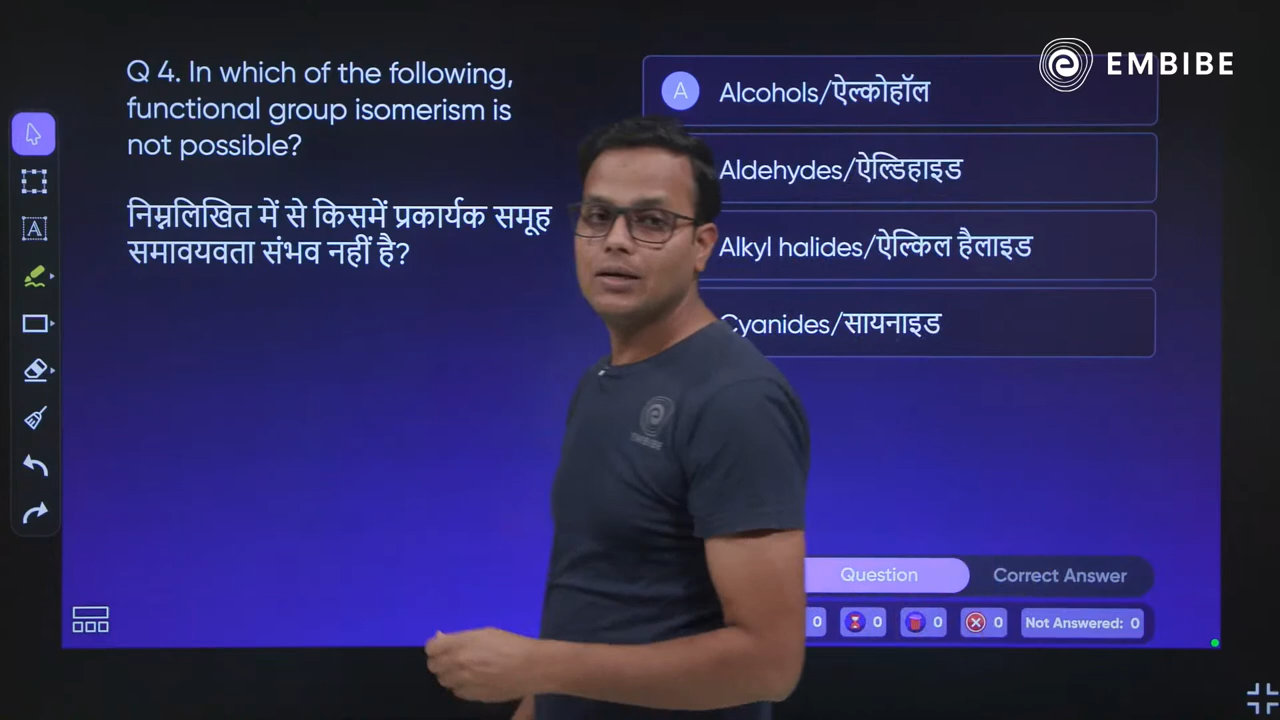 EMBIBE
Q 4. In which of the following,
functional group isomerism is
not possible?
निम्नलिखित में से किसमें प्रकार्यक समूह
समावयवता संभव नहीं है?
A Alcohols/ऐल्कोहॉल
Aldehydes/ऐल्डिहाइड
Alkyl halides/ऐल्किल हैलाइड
Cyanides/सायनाइड
A
EMBIBE
Question
Correct Answer
0
0
0
0
Not Answered: 0